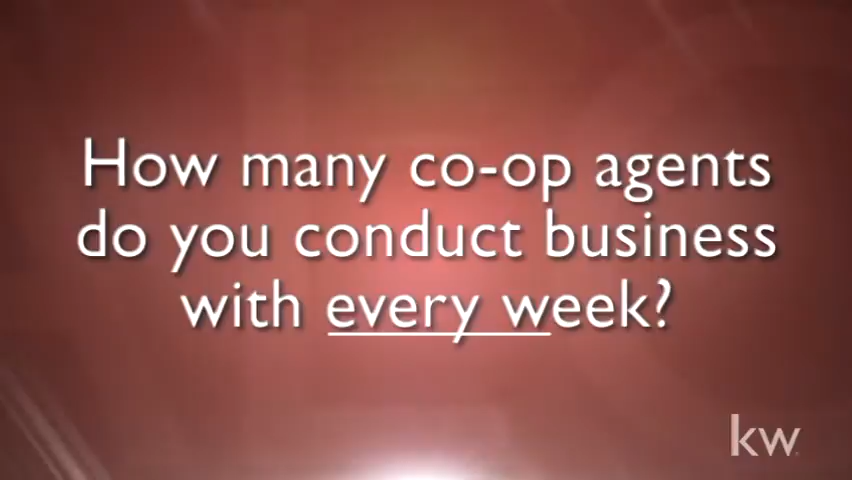 How many co-op agents
do you conduct business
with every week?
kw